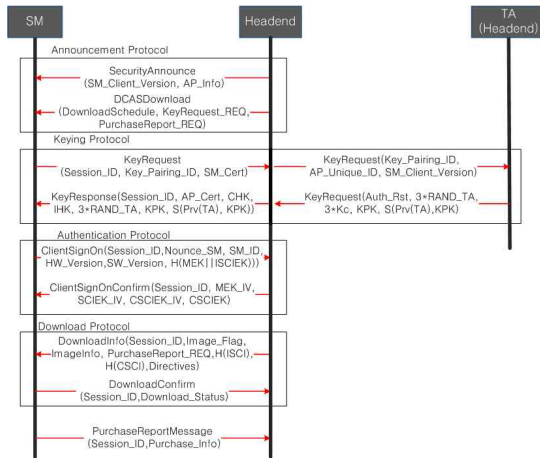 SM
Headend
TA
(Headend)
Announcement Protocol
SecurityAnnounce
(SM_Client_Version, AP_Info)
DCASDownload
(DownloadSchedule, KeyRequest_REQ,
PurchaseReport_REQ)
Keying Protocol
KeyRequest
(Session_ID, Key_Pairing_ID, SM_Cert)
KeyRequest(Key_Pairing_ID,
AP_Unique_ID, SM_Client_Version)
KeyResponse(Session_ID, AP_Cert, CHK,
IHK, 3*RAND_TA, KPK, S(Prv(TA), KPK))
KeyRequest(Auth_Rst, 3*RAND_TA,
3*Kc, KPK, S(Prv(TA),KPK)
Authentication Protocol
ClientSignOn(Session_ID,Nounce_SM, SM_ID,
HW_Version,SW_Version, H(MEK||ISCIEK)))
ClientSignOnConfirm(Session_ID, MEK_IV,
SCIEK_IV, CSCIEK_IV, CSCIEK)
Download Protocol
DownloadInfo(Session_ID,Image_Flag,
ImageInfo, PurchaseReport_REQ,H(ISCI),
H(CSCI),Directives)
DownloadConfirm
(Session_ID,Download_Status)
PurchaseReportMessage
(Session_ID,Purchase_Info)